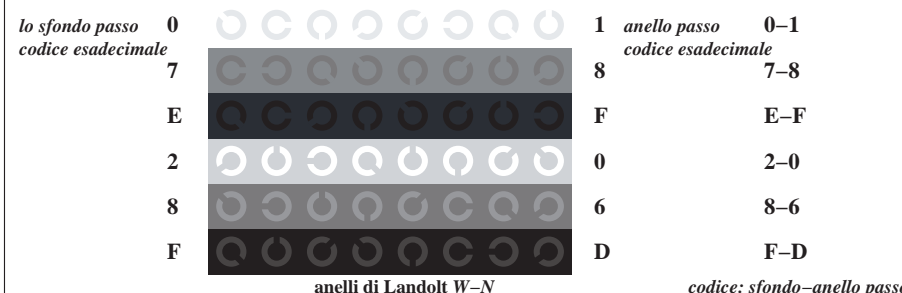 lo sfondo passo 0 1 anello passo 0–1
codice esadecimale codice esadecimale
7 8 7–8
E F E–F
2 0 2–0
8 6 8–6
F D F–D
anelli di Landolt W–N codice: sfondo–anello passo